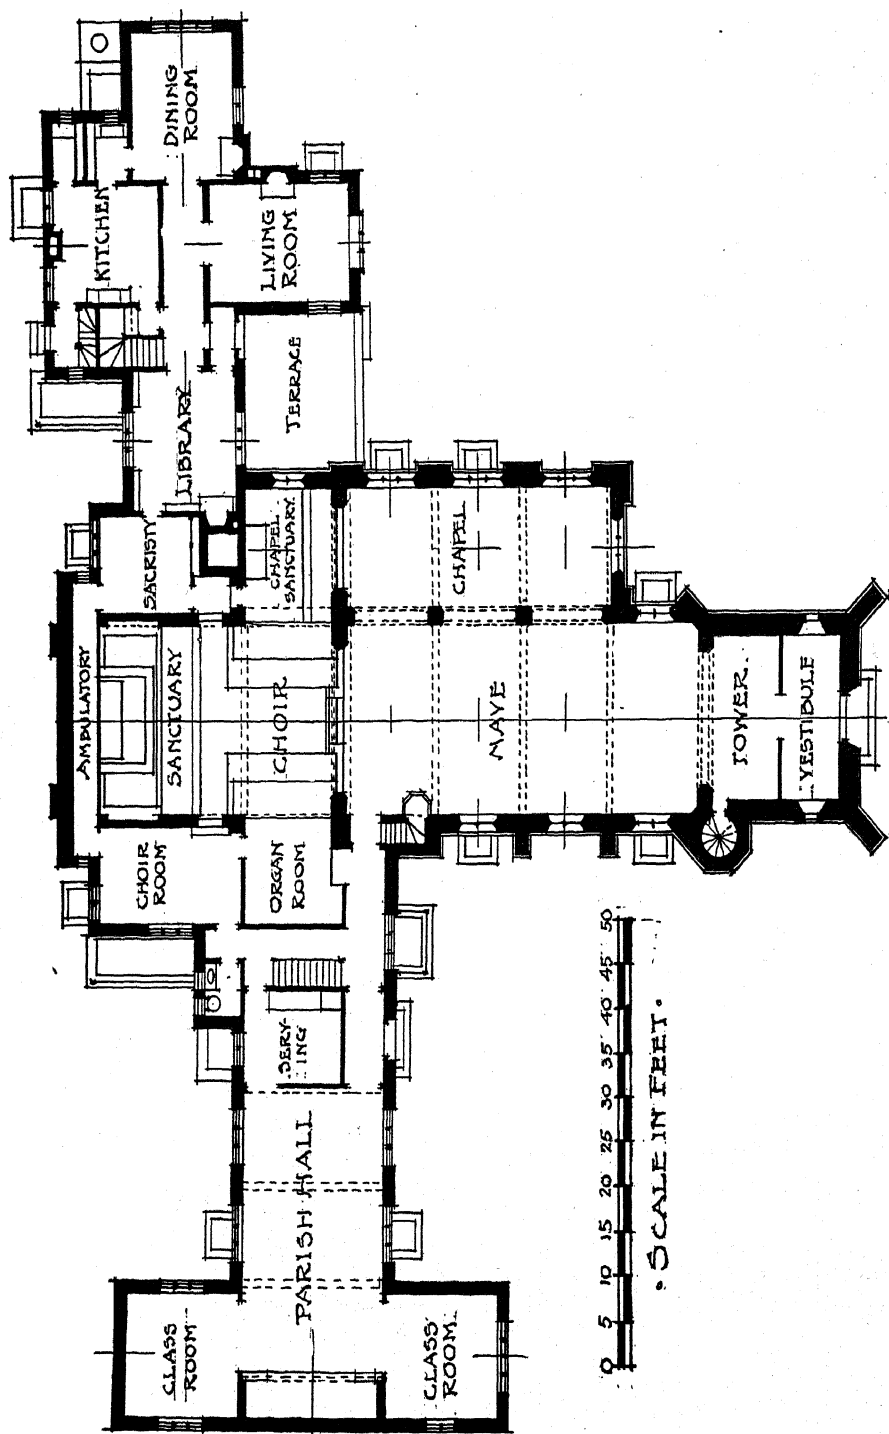 CLASS
ROOM
CLASS
ROOM
PARISH HALL
SERV-
ING
CHOIR
ROOM
ORGAN
ROOM
AMBULATORY
SANCTUARY
CHOIR
NAVE
TOWER
VESTIBULE
SACRISTY
CHAPEL
SANCTUARY
CHAPEL
LIBRARY
TERRACE
KITCHEN
LIVING
ROOM
DINING
ROOM
0 5 10 15 20 25 30 35 40 45 50
·SCALE IN FEET·